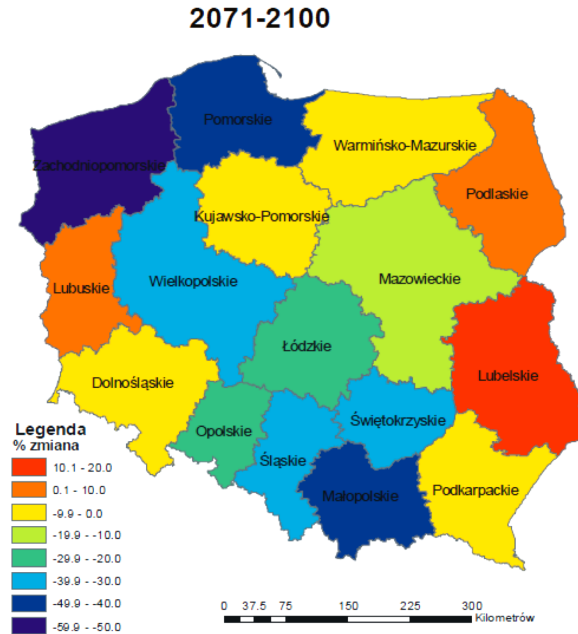 2071-2100
Pomorskie
Warmińsko-Mazurskie
Zachodniopomorskie
Podlaskie
Kujawsko-Pomorskie
Wielkopolskie
Mazowieckie
Lubuskie
Łódzkie
Lubelskie
Dolnośląskie
Świętokrzyskie
Opolskie
Śląskie
Podkarpackie
Małopolskie
Legenda
% zmiana
10.1 - 20.0
0.1 - 10.0
-9.9 - 0.0
-19.9 - -10.0
-29.9 - -20.0
-39.9 - -30.0
-49.9 - -40.0
-59.9 - -50.0
0 37.5 75 150 225 300
Kilometrów